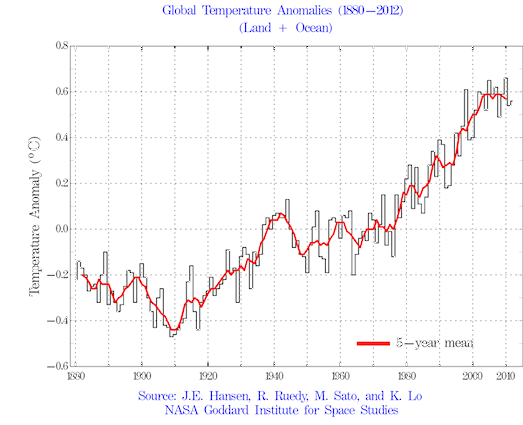 Global Temperature Anomalies (1880−2012)
(Land + Ocean)
0.8
0.6
0.4
0.2
0.0
−0.2
−0.4
−0.6
Temperature Anomaly (°C)
5−year mean
1880 1900 1920 1940 1960 1980 2000 2010
Source: J.E. Hansen, R. Ruedy, M. Sato, and K. Lo
NASA Goddard Institute for Space Studies